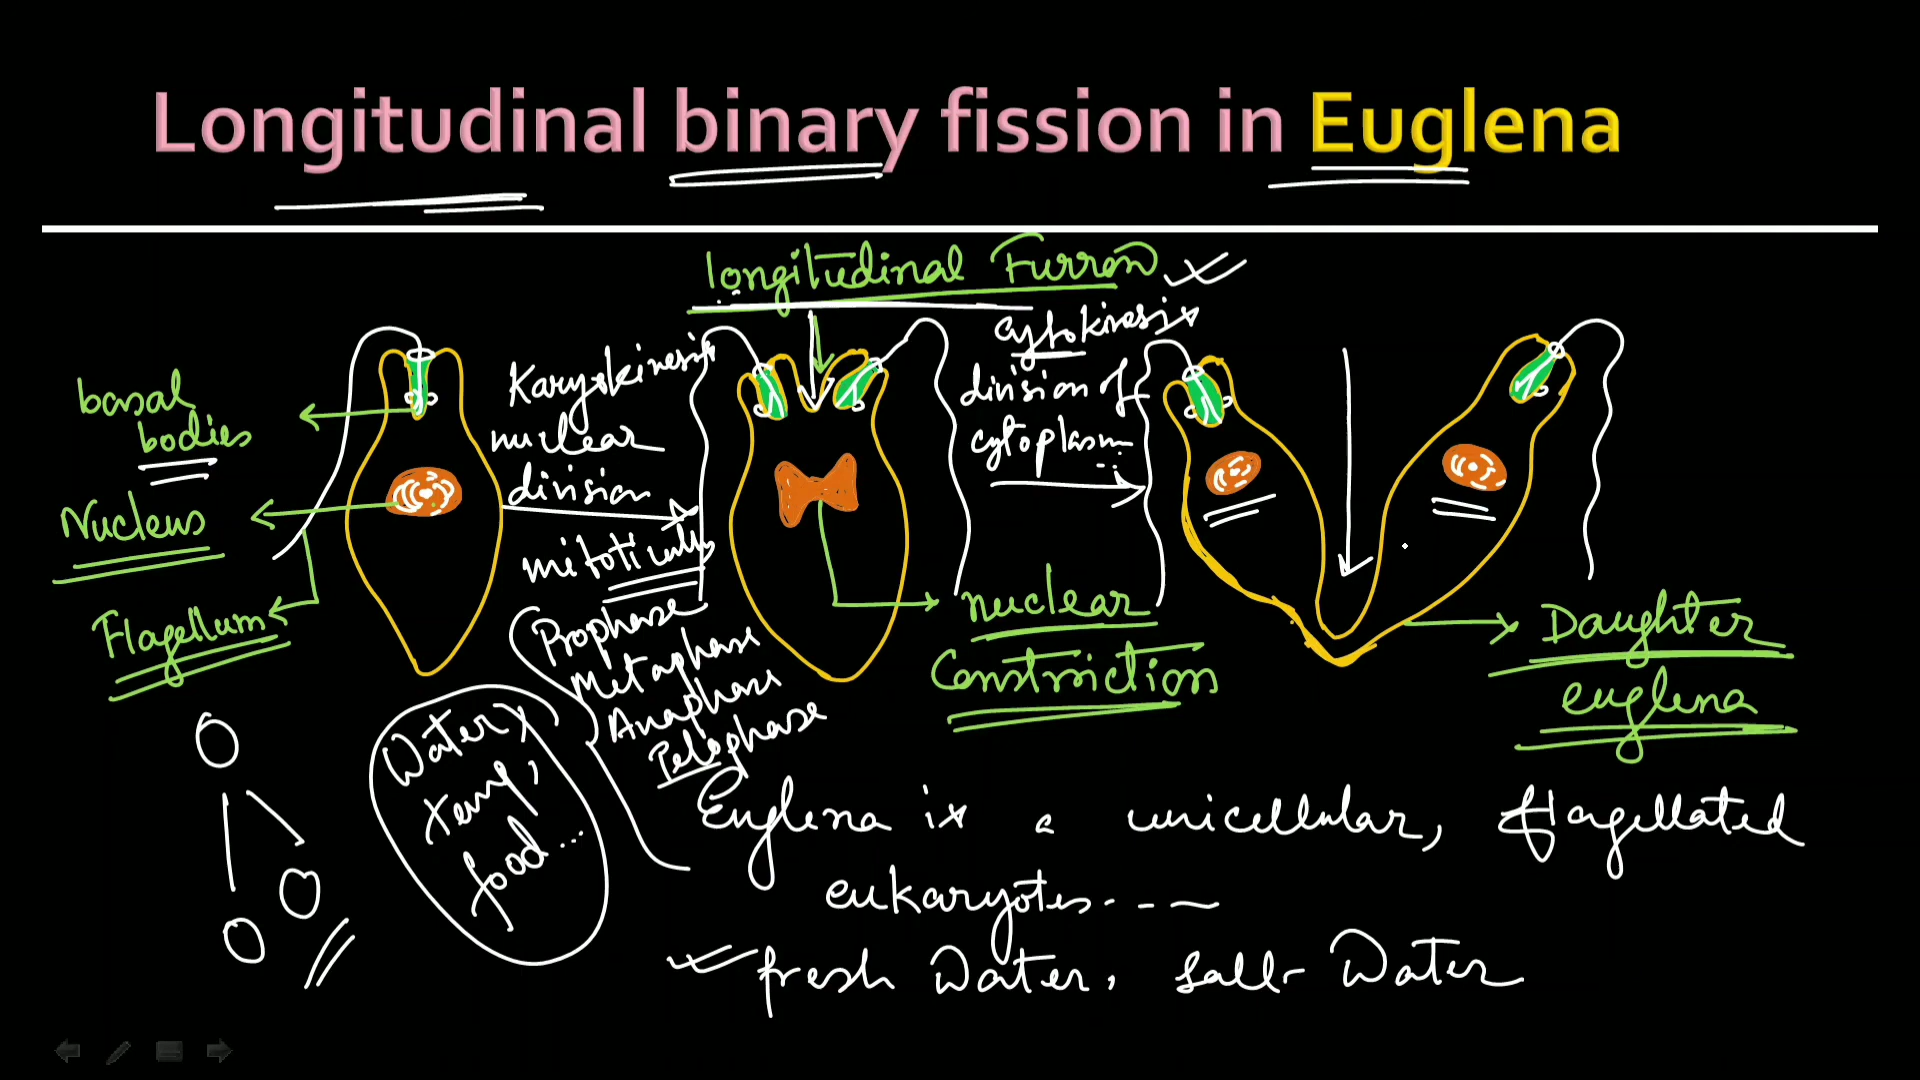 Longitudinal binary fission in Euglena
longitudinal Furrow
basal
bodies
Nucleus
Flagellum
Karyokinesis
nuclear
division
mitotically
Prophase
Metaphase
Anaphase
Telophase
cytokinesis
division of
cytoplasm
nuclear
Constriction
Daughter
euglena
Water,
temp,
food...
Euglena is a unicellular, flagellated
eukaryotes
fresh Water, salt Water